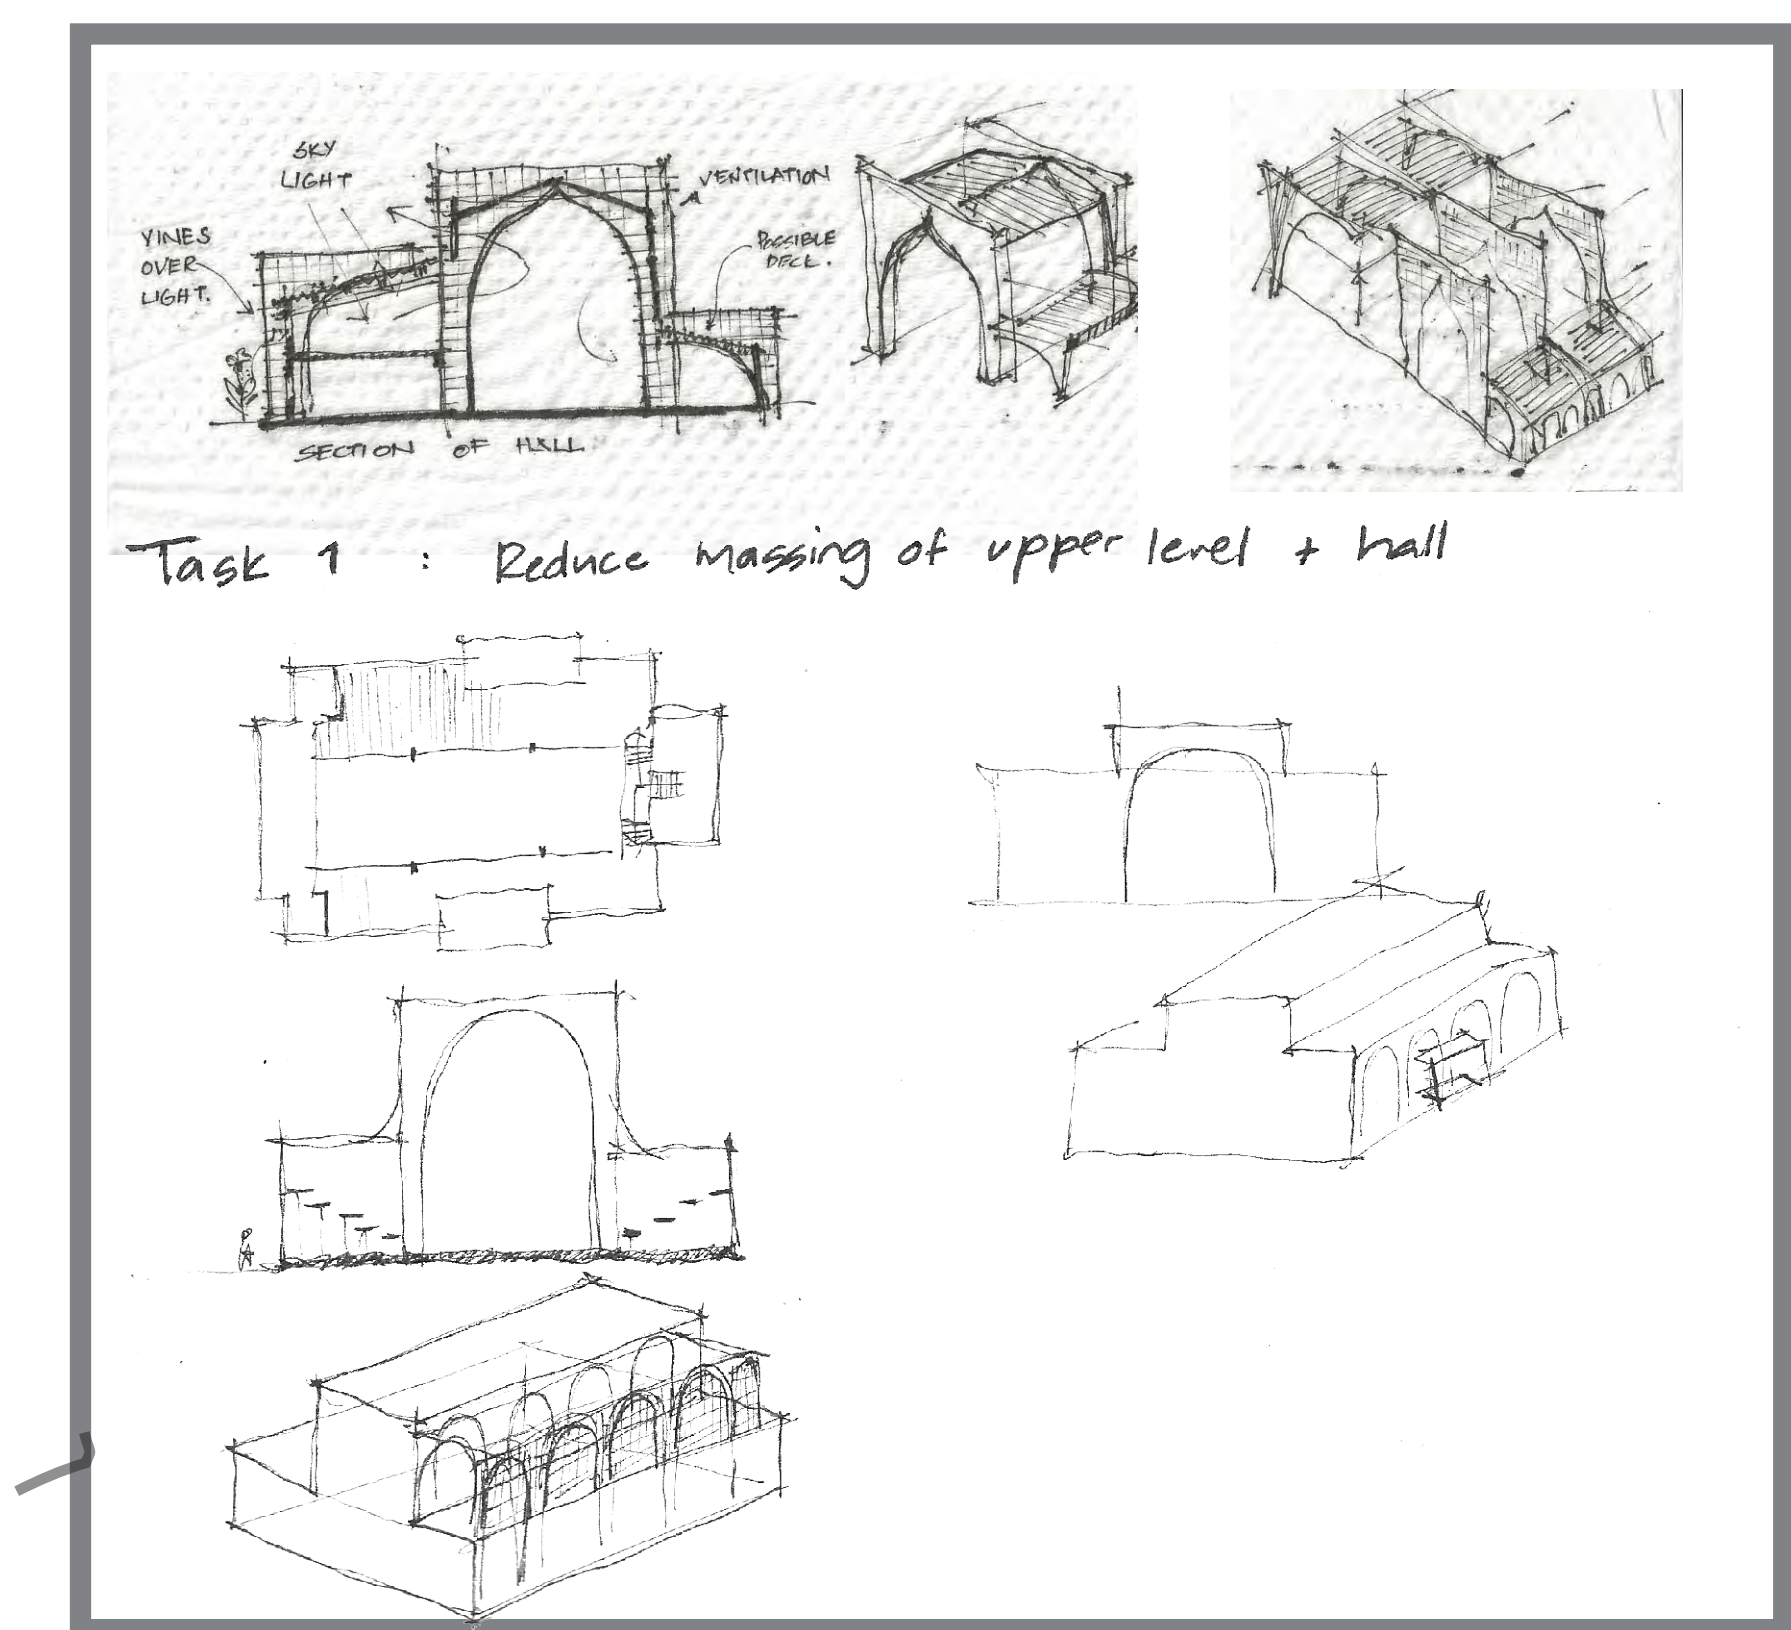 SKY
LIGHT
VENTILATION
VINES
OVER
LIGHT.
POSSIBLE
DECK.
SECTION OF HALL
Task 1 : Reduce massing of upper level + hall